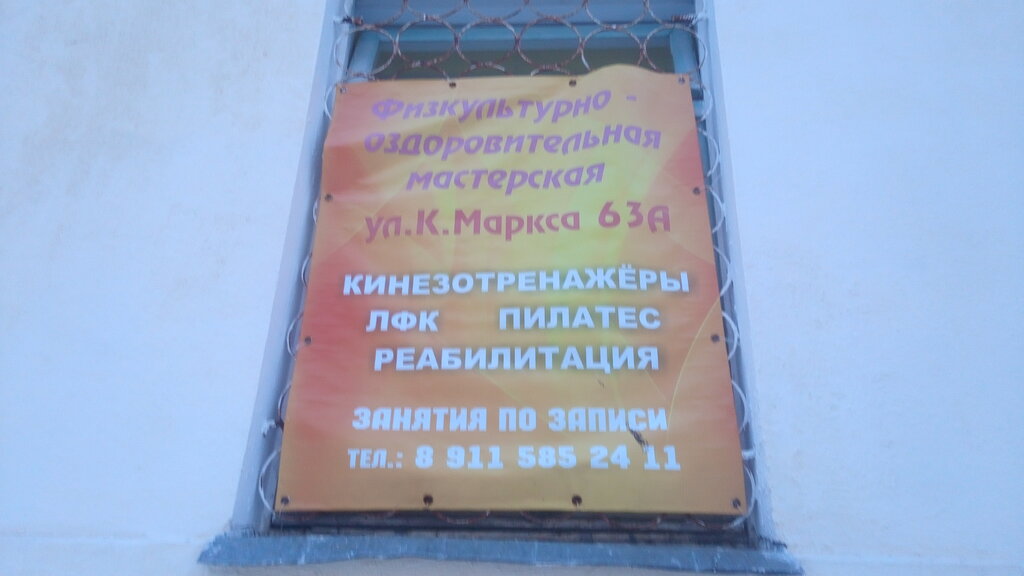 Физкультурно -
оздоровительная
мастерская
ул.К.Маркса 63А
КИНЕЗОТРЕНАЖЁРЫ
ЛФК ПИЛАТЕС
РЕАБИЛИТАЦИЯ
ЗАНЯТИЯ ПО ЗАПИСИ
ТЕЛ.: 8 911 585 24 11